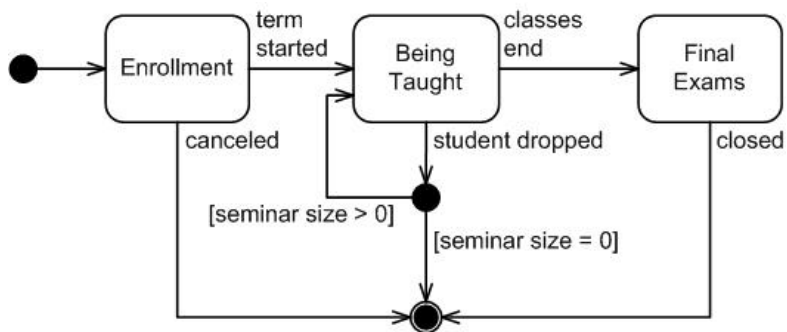 term
started
classes
end
Enrollment
Being
Taught
Final
Exams
canceled
student dropped
closed
[seminar size > 0]
[seminar size = 0]